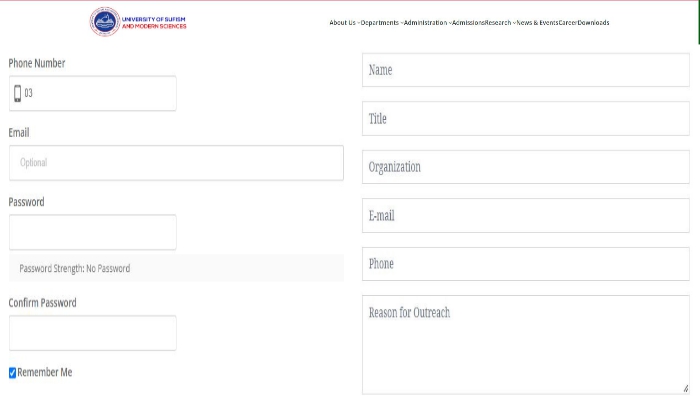 UNIVERSITY OF SUFISM
AND MODERN SCIENCES
About Us Departments Administration Admissions Research News & Events Career Downloads
Phone Number
03
Email
Optional
Password
Password Strength: No Password
Confirm Password
Remember Me
Name
Title
Organization
E-mail
Phone
Reason for Outreach